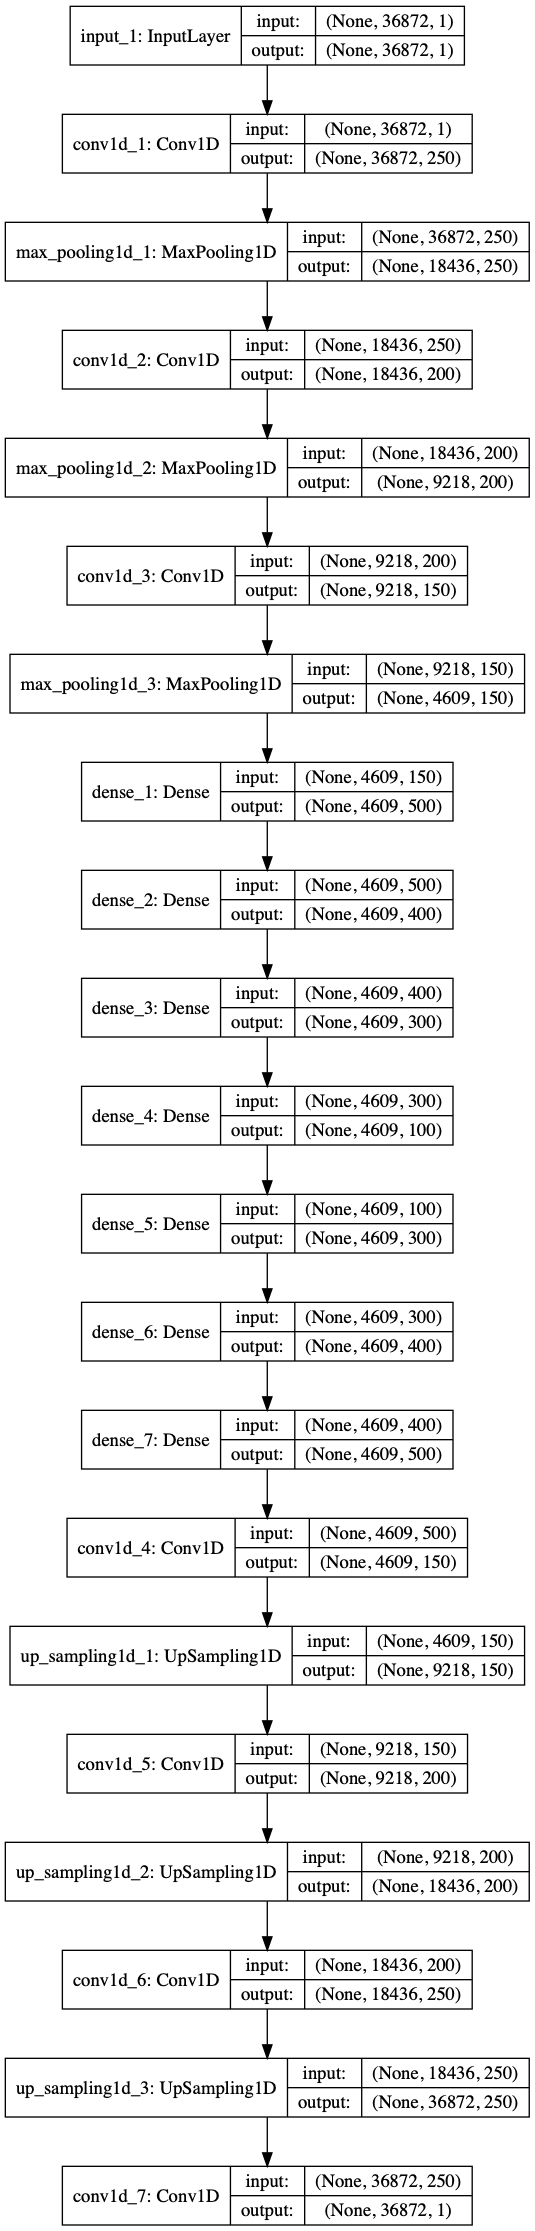 input_1: InputLayer
input: (None, 36872, 1)
output: (None, 36872, 1)
conv1d_1: Conv1D
input: (None, 36872, 1)
output: (None, 36872, 250)
max_pooling1d_1: MaxPooling1D
input: (None, 36872, 250)
output: (None, 18436, 250)
conv1d_2: Conv1D
input: (None, 18436, 250)
output: (None, 18436, 200)
max_pooling1d_2: MaxPooling1D
input: (None, 18436, 200)
output: (None, 9218, 200)
conv1d_3: Conv1D
input: (None, 9218, 200)
output: (None, 9218, 150)
max_pooling1d_3: MaxPooling1D
input: (None, 9218, 150)
output: (None, 4609, 150)
dense_1: Dense
input: (None, 4609, 150)
output: (None, 4609, 500)
dense_2: Dense
input: (None, 4609, 500)
output: (None, 4609, 400)
dense_3: Dense
input: (None, 4609, 400)
output: (None, 4609, 300)
dense_4: Dense
input: (None, 4609, 300)
output: (None, 4609, 100)
dense_5: Dense
input: (None, 4609, 100)
output: (None, 4609, 300)
dense_6: Dense
input: (None, 4609, 300)
output: (None, 4609, 400)
dense_7: Dense
input: (None, 4609, 400)
output: (None, 4609, 500)
conv1d_4: Conv1D
input: (None, 4609, 500)
output: (None, 4609, 150)
up_sampling1d_1: UpSampling1D
input: (None, 4609, 150)
output: (None, 9218, 150)
conv1d_5: Conv1D
input: (None, 9218, 150)
output: (None, 9218, 200)
up_sampling1d_2: UpSampling1D
input: (None, 9218, 200)
output: (None, 18436, 200)
conv1d_6: Conv1D
input: (None, 18436, 200)
output: (None, 18436, 250)
up_sampling1d_3: UpSampling1D
input: (None, 18436, 250)
output: (None, 36872, 250)
conv1d_7: Conv1D
input: (None, 36872, 250)
output: (None, 36872, 1)